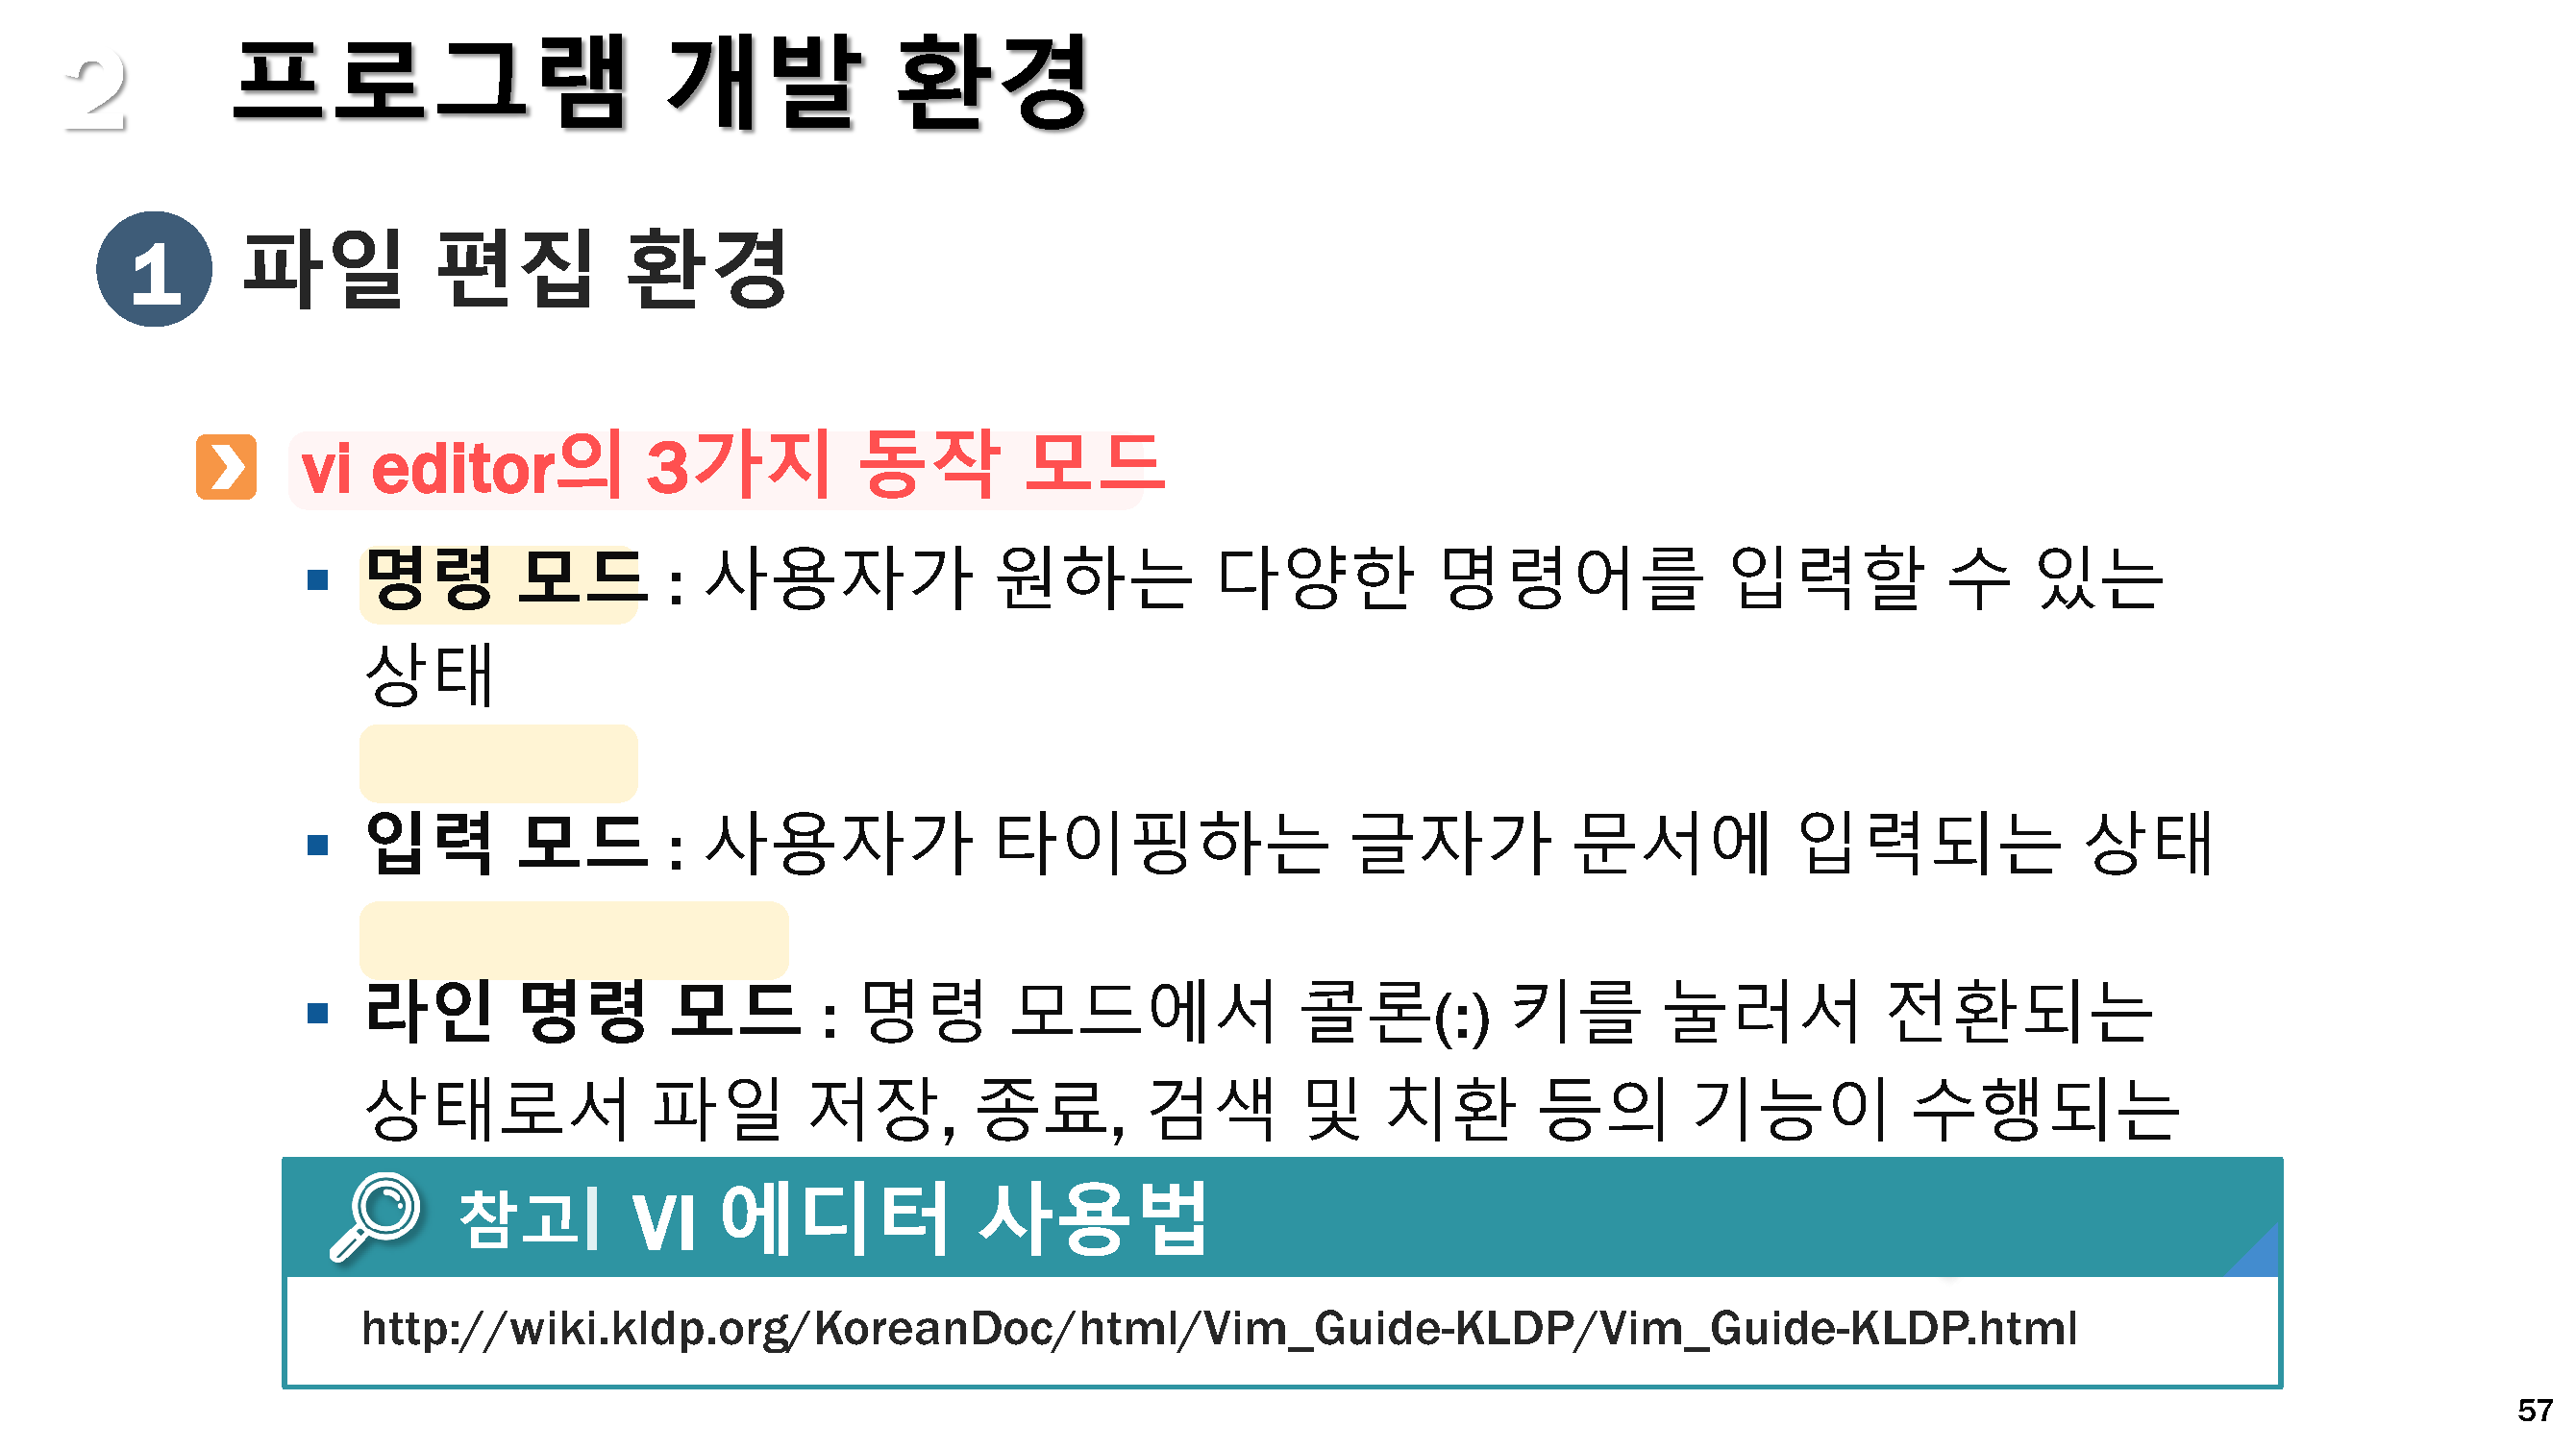 2 프로그램 개발 환경
1 파일 편집 환경
vi editor의 3가지 동작 모드
▪ 명령 모드 : 사용자가 원하는 다양한 명령어를 입력할 수 있는
상태
▪ 입력 모드 : 사용자가 타이핑하는 글자가 문서에 입력되는 상태
▪ 라인 명령 모드 : 명령 모드에서 콜론(:) 키를 눌러서 전환되는
상태로서 파일 저장, 종료, 검색 및 치환 등의 기능이 수행되는
참고| VI 에디터 사용법
http://wiki.kldp.org/KoreanDoc/html/Vim_Guide-KLDP/Vim_Guide-KLDP.html
57